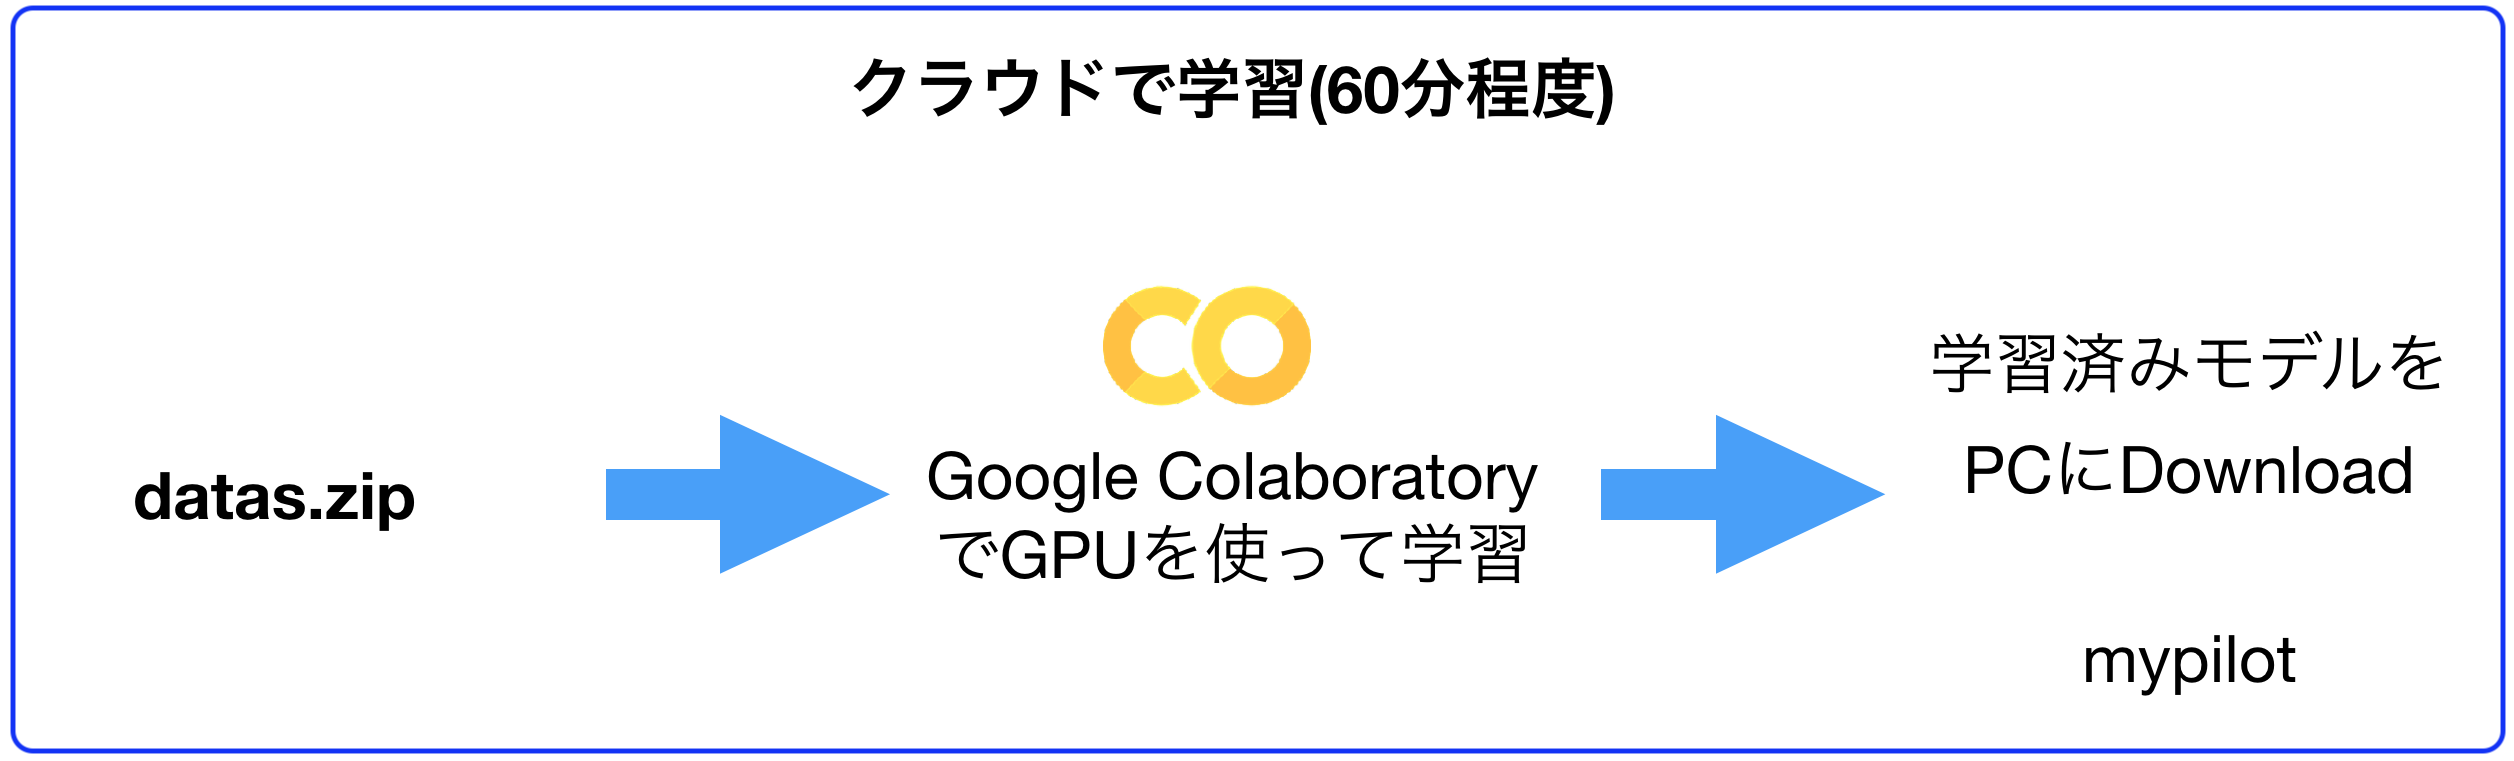 クラウドで学習(60分程度)
datas.zip
Google Colaboratory
でGPUを使って学習
学習済みモデルを
PCにDownload
mypilot